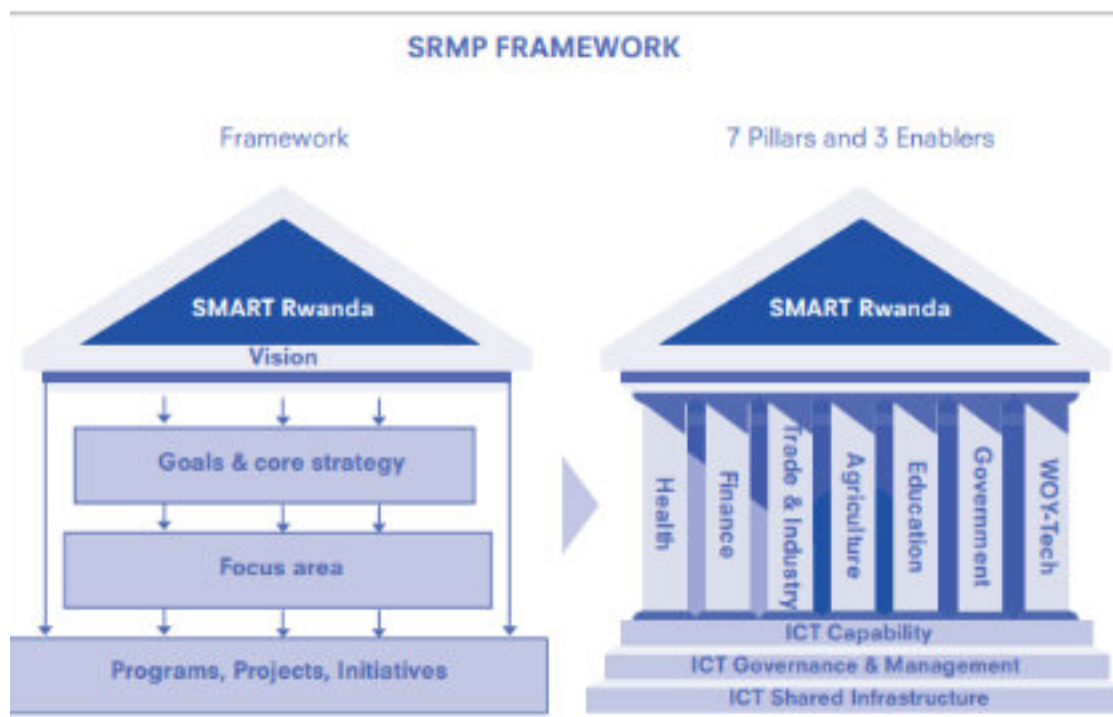 SRMP FRAMEWORK
Framework
SMART Rwanda
Vision
Goals & core strategy
Focus area
Programs, Projects, Initiatives
7 Pillars and 3 Enablers
SMART Rwanda
Health
Finance
Trade & Industry
Agriculture
Education
Government
WOY-Tech
ICT Capability
ICT Governance & Management
ICT Shared Infrastructure